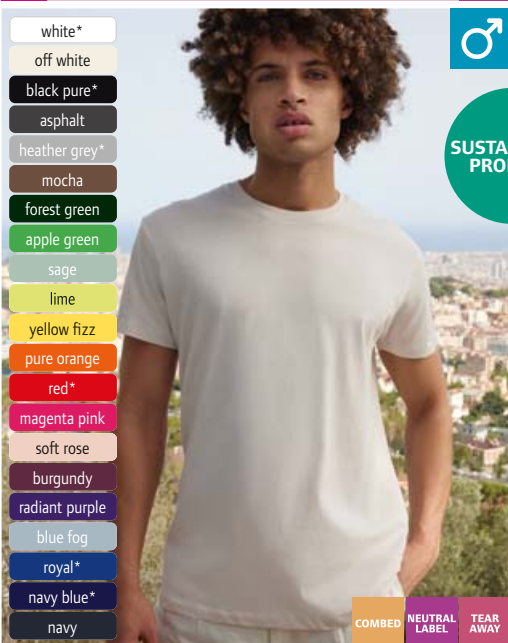 white*
off white
black pure*
asphalt
heather grey*
mocha
forest green
apple green
sage
lime
yellow fizz
pure orange
red*
magenta pink
soft rose
burgundy
radiant purple
blue fog
royal*
navy blue*
navy
COMBED
NEUTRAL
LABEL
TEAR
AWAY